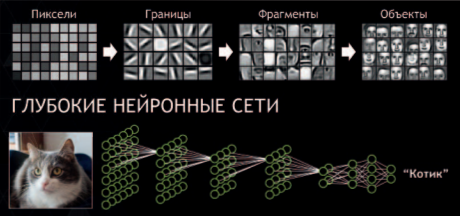 Пиксели Границы Фрагменты Объекты
ГЛУБОКИЕ НЕЙРОННЫЕ СЕТИ
“Котик”